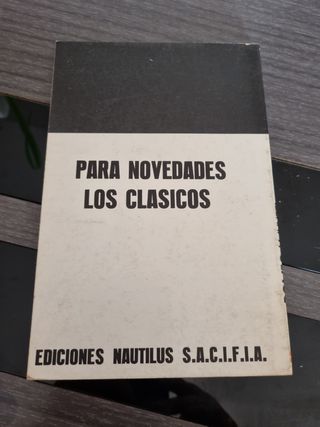 PARA NOVEDADES
LOS CLASICOS
EDICIONES NAUTILUS S.A.C.I.F.I.A.